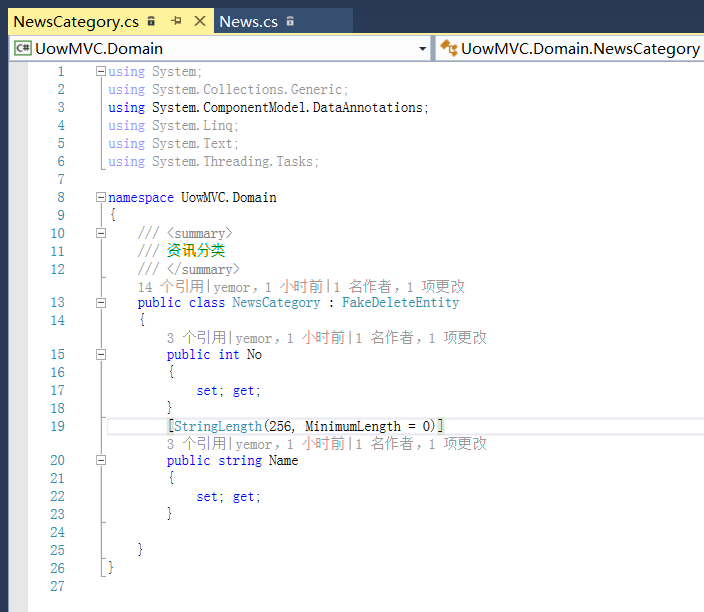 NewsCategory.cs News.cs
C# UowMVC.Domain UowMVC.Domain.NewsCategory
1 using System;
2 using System.Collections.Generic;
3 using System.ComponentModel.DataAnnotations;
4 using System.Linq;
5 using System.Text;
6 using System.Threading.Tasks;
7
8 namespace UowMVC.Domain
9 {
10 /// <summary>
11 /// 资讯分类
12 /// </summary>
14 个引用|yemor，1 小时前|1 名作者，1 项更改
13 public class NewsCategory : FakeDeleteEntity
14 {
3 个引用|yemor，1 小时前|1 名作者，1 项更改
15 public int No
16 {
17 set; get;
18 }
19 [StringLength(256, MinimumLength = 0)]
3 个引用|yemor，1 小时前|1 名作者，1 项更改
20 public string Name
21 {
22 set; get;
23 }
24
25 }
26 }
27